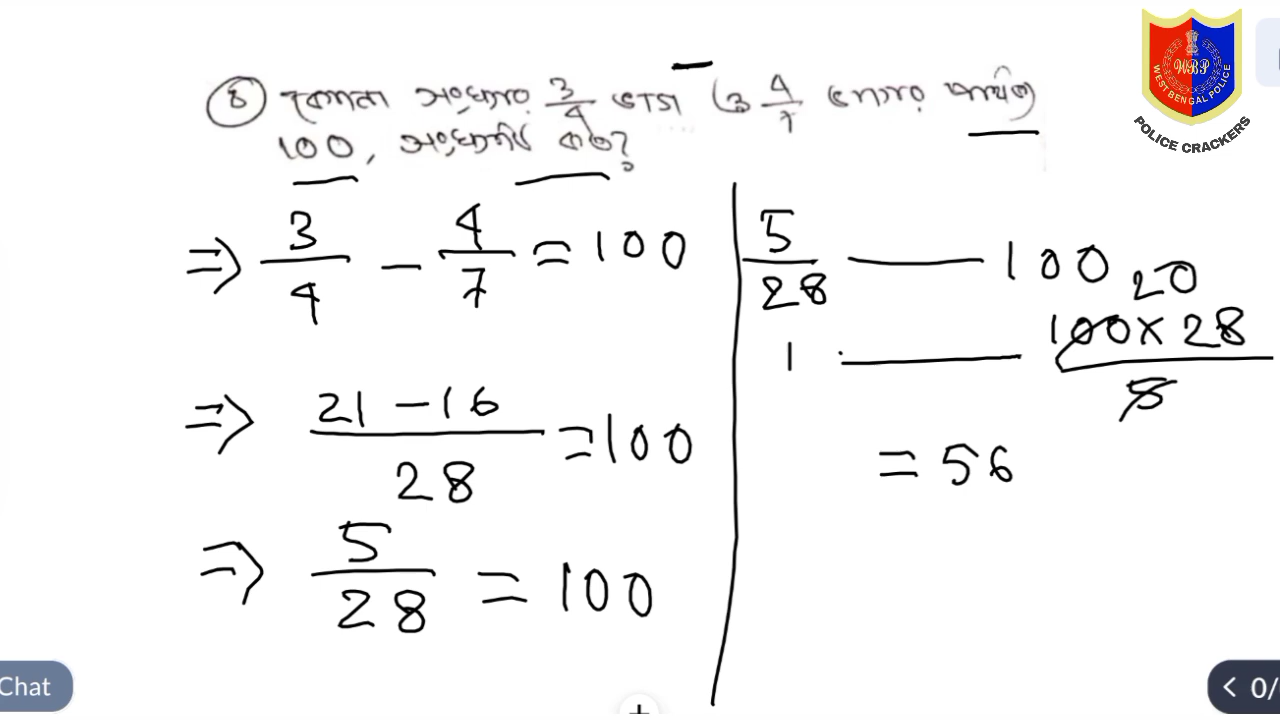 কোনো সংখ্যার 3/4 অংশ ও 4/7 অংশের পার্থক্য
100, সংখ্যাটি কত?
⇒ 3/4 − 4/7 = 100
⇒ (21 − 16)/28 = 100
⇒ 5/28 = 100
5/28 —— 100
20
1 —— 100 × 28
5
= 56
WBP
WEST BENGAL POLICE
POLICE CRACKERS
Chat
< 0/